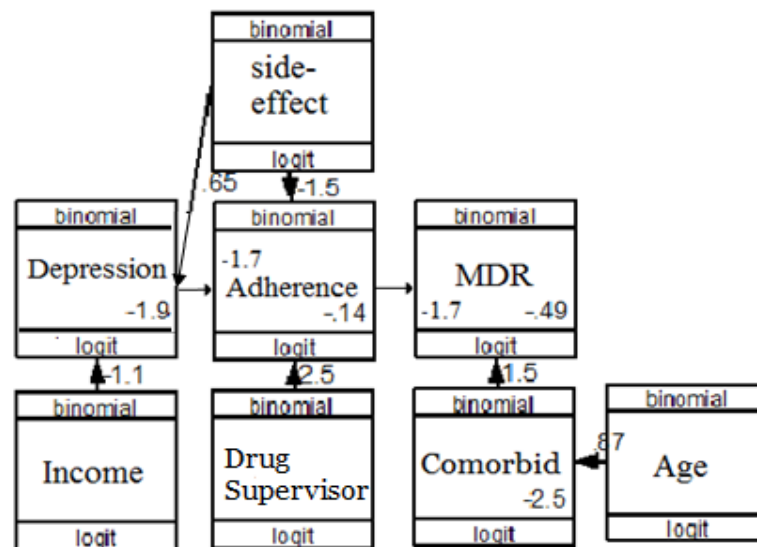 binomial
side-
effect
logit
.65
-1.5
binomial
Depression
-1.9
logit
binomial
-1.7
Adherence
-.14
logit
binomial
MDR
-1.7 -.49
logit
-1.1
2.5
1.5
binomial
Income
logit
binomial
Drug
Supervisor
logit
binomial
Comorbid
-2.5
logit
.87
binomial
Age
logit